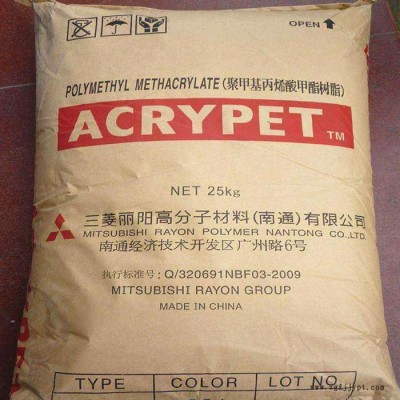 OPEN
POLYMETHYL METHACRYLATE (聚甲基丙烯酸甲酯树脂)
ACRYPET TM
NET 25kg
三菱丽阳高分子材料(南通)有限公司
MITSUBISHI RAYON POLYMER NANTONG CO.,LTD.
南通经济技术开发区广州路6号
执行标准号: Q/320691NBF03-2009
MITSUBISHI RAYON GROUP
MADE IN CHINA
TYPE COLOR LOT NO.